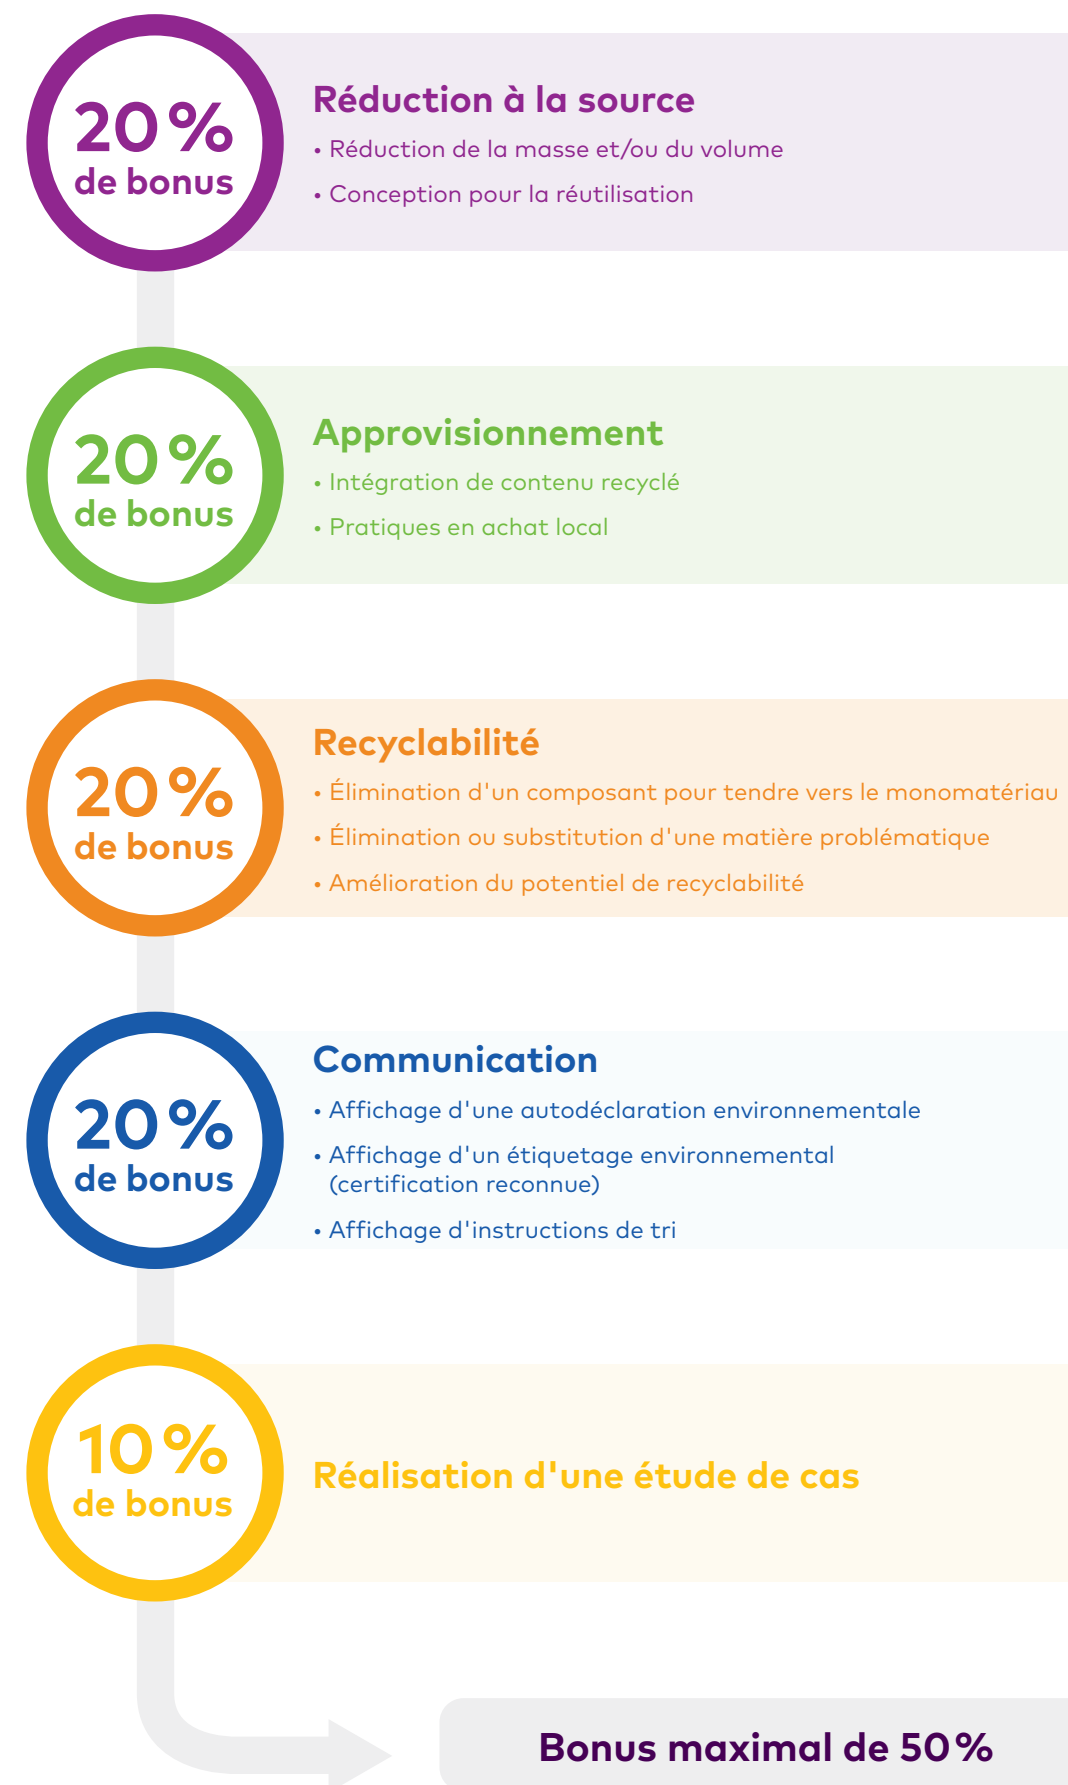 20 %
de bonus
Réduction à la source
• Réduction de la masse et/ou du volume
• Conception pour la réutilisation
20 %
de bonus
Approvisionnement
• Intégration de contenu recyclé
• Pratiques en achat local
20 %
de bonus
Recyclabilité
• Élimination d'un composant pour tendre vers le monomatériau
• Élimination ou substitution d'une matière problématique
• Amélioration du potentiel de recyclabilité
20 %
de bonus
Communication
• Affichage d'une autodéclaration environnementale
• Affichage d'un étiquetage environnemental
(certification reconnue)
• Affichage d'instructions de tri
10 %
de bonus
Réalisation d'une étude de cas
Bonus maximal de 50 %